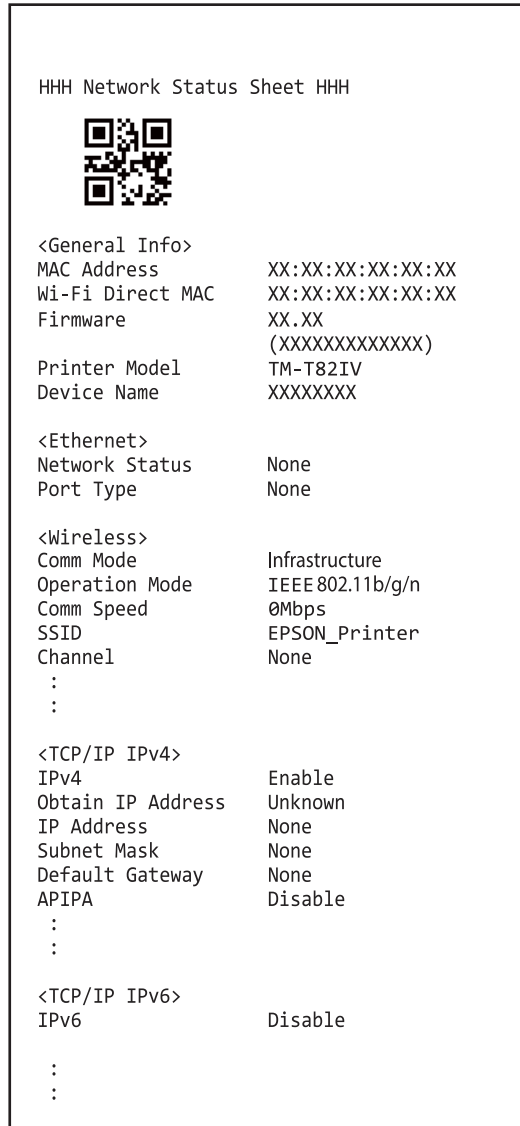 HHH Network Status Sheet HHH
<General Info>
MAC Address XX:XX:XX:XX:XX:XX
Wi-Fi Direct MAC XX:XX:XX:XX:XX:XX
Firmware XX.XX
(XXXXXXXXXXXXX)
Printer Model TM-T82IV
Device Name XXXXXXXX
<Ethernet>
Network Status None
Port Type None
<Wireless>
Comm Mode Infrastructure
Operation Mode IEEE 802.11b/g/n
Comm Speed 0Mbps
SSID EPSON_Printer
Channel None
:
:
<TCP/IP IPv4>
IPv4 Enable
Obtain IP Address Unknown
IP Address None
Subnet Mask None
Default Gateway None
APIPA Disable
:
:
<TCP/IP IPv6>
IPv6 Disable
:
: